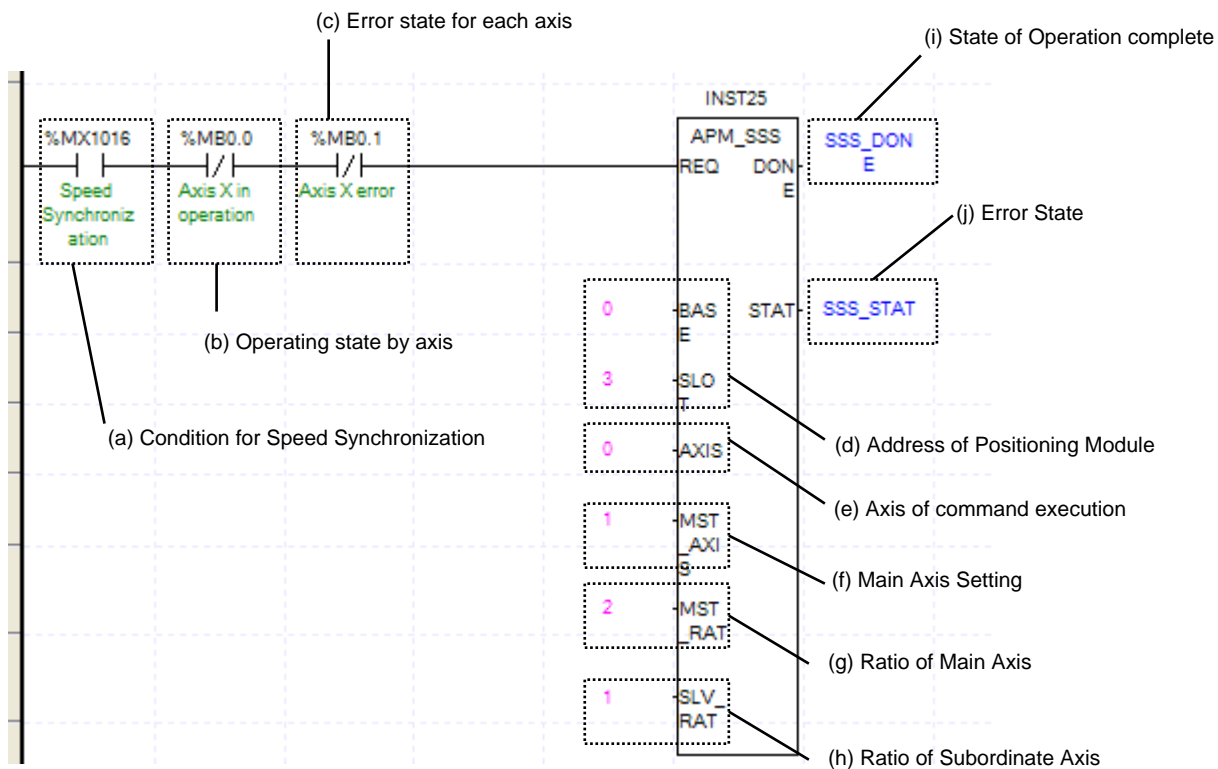 (c) Error state for each axis
(i) State of Operation complete
INST25
%MX1016
%MB0.0
%MB0.1
APM_SSS
SSS_DON
E
REQ
DON
E
Speed
Synchroniz
ation
Axis X in
operation
Axis X error
(j) Error State
0
BAS
E
STAT
SSS_STAT
(b) Operating state by axis
3
SLO
T
(a) Condition for Speed Synchronization
(d) Address of Positioning Module
0
AXIS
(e) Axis of command execution
1
MST
_AXI
S
(f) Main Axis Setting
2
MST
_RAT
(g) Ratio of Main Axis
1
SLV_
RAT
(h) Ratio of Subordinate Axis